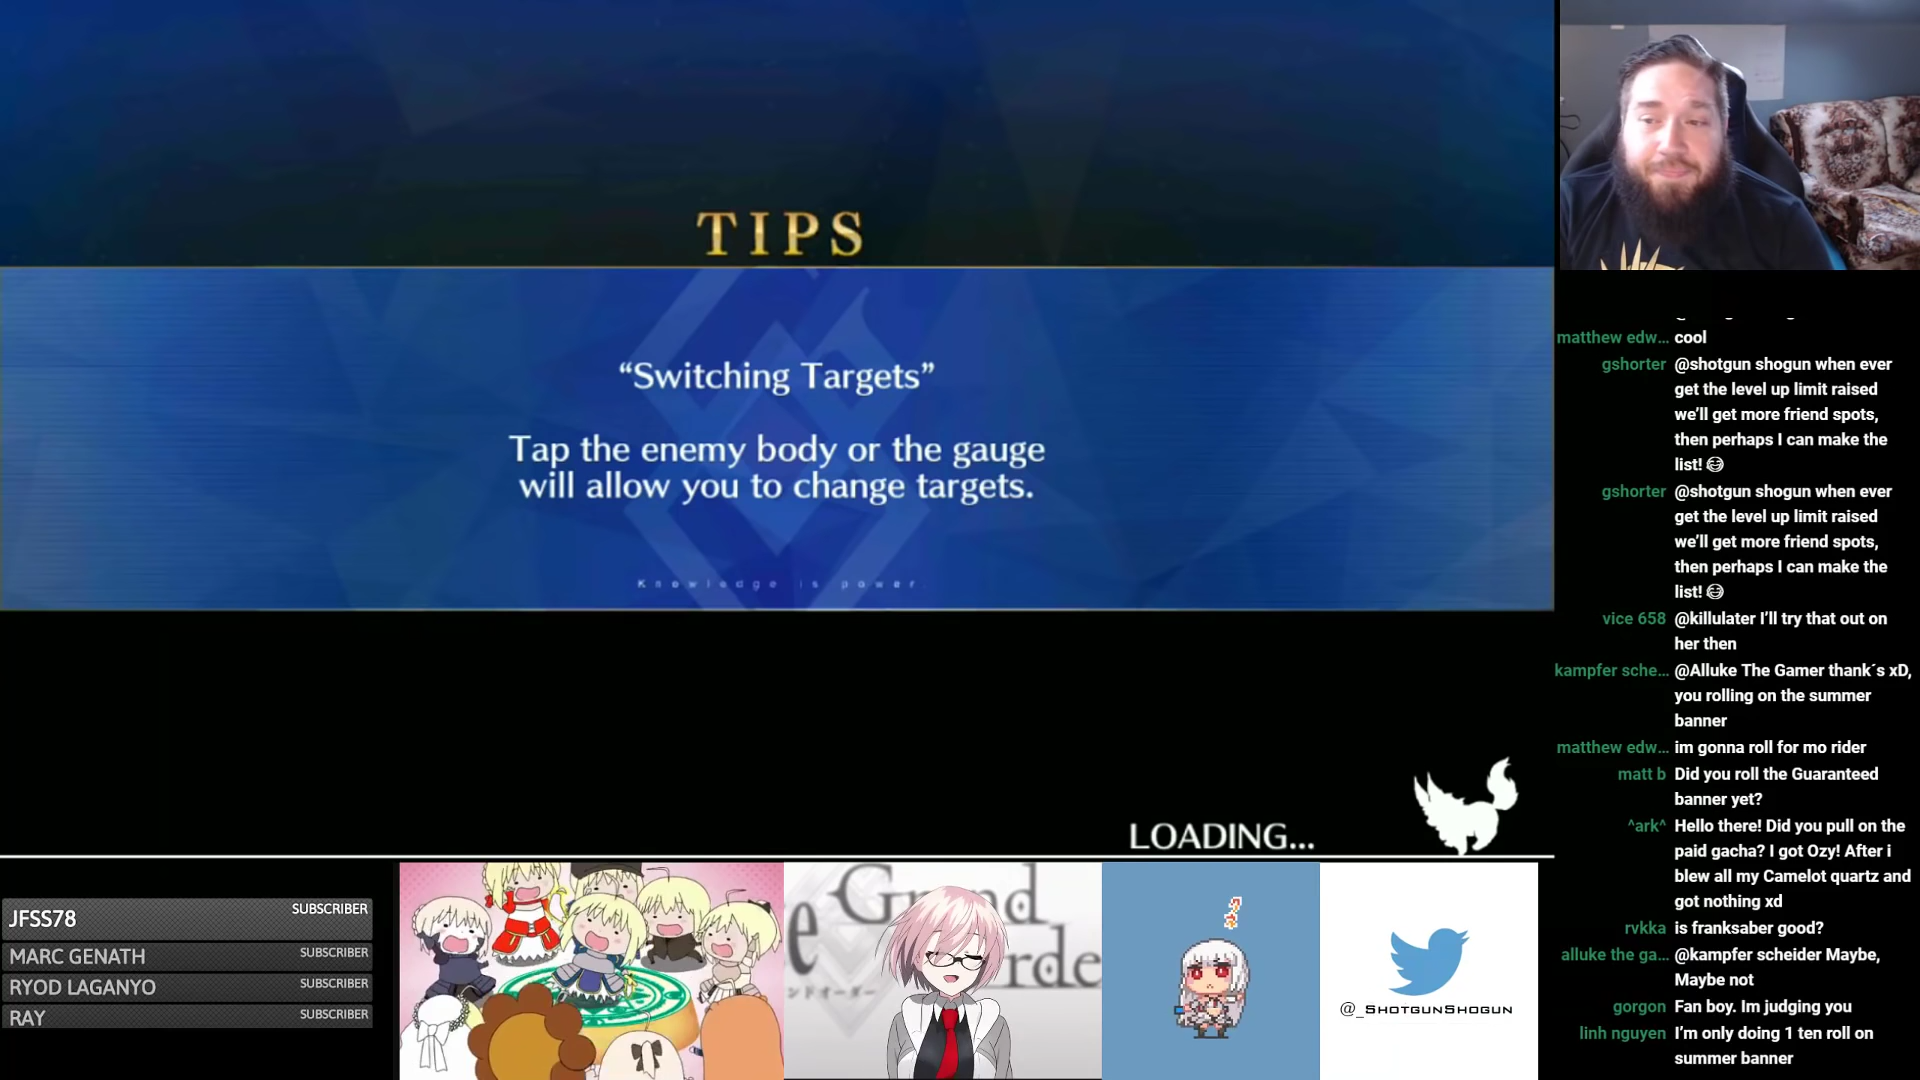 TIPS
“Switching Targets”
Tap the enemy body or the gauge
will allow you to change targets.
Knowledge is power.
LOADING...
matthew edw... cool
gshorter @shotgun shogun when ever
get the level up limit raised
we’ll get more friend spots,
then perhaps I can make the
list! 😂
gshorter @shotgun shogun when ever
get the level up limit raised
we’ll get more friend spots,
then perhaps I can make the
list! 😂
vice 658 @killulater I’ll try that out on
her then
kampfer sche... @Alluke The Gamer thank´s xD,
you rolling on the summer
banner
matthew edw... im gonna roll for mo rider
matt b Did you roll the Guaranteed
banner yet?
^ark^ Hello there! Did you pull on the
paid gacha? I got Ozy! After i
blew all my Camelot quartz and
got nothing xd
rvkka is franksaber good?
alluke the ga... @kampfer scheider Maybe,
Maybe not
gorgon Fan boy. Im judging you
linh nguyen I’m only doing 1 ten roll on
summer banner
JFSS78 SUBSCRIBER
MARC GENATH SUBSCRIBER
RYOD LAGANYO SUBSCRIBER
RAY SUBSCRIBER
e Grand
rde
ンドオーダー
@_SHOTGUNSHOGUN